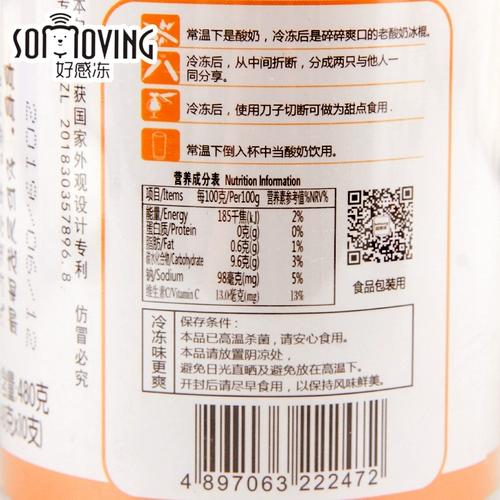 SOMOVING
好感冻
常温下是酸奶，冷冻后是碎碎爽口的老酸奶冰棍。
冷冻后，从中间折断，分成两只与他人一
同分享。
冷冻后，使用刀子切断可做为甜点食用.
常温下倒入杯中当酸奶饮用。
营养成分表 Nutrition Information
项目/Items 每100克/Per100g 营养素参考值%NRV%
能量/Energy 185千焦(kJ) 2%
蛋白质/Protein 0克(g) 0%
脂肪/Fat 0.6克(g) 1%
碳水化合物/Carbohydrate 9.6克(g) 3%
钠/Sodium 98毫克(mg) 5%
维生素C/Vitamin C 13.0毫克(mg) 13%
食品包装用
冷冻味更爽
保存条件：
本品已高温杀菌，请安心食用。
本品请放置阴凉处，
避免日光直晒及避免放在高温下。
开封后请尽早食用，以保持风味鲜美。
4 897063 222472
获国家外观设计专利 仿冒必究
ZL 201830357896.8
2019/06/12
480克